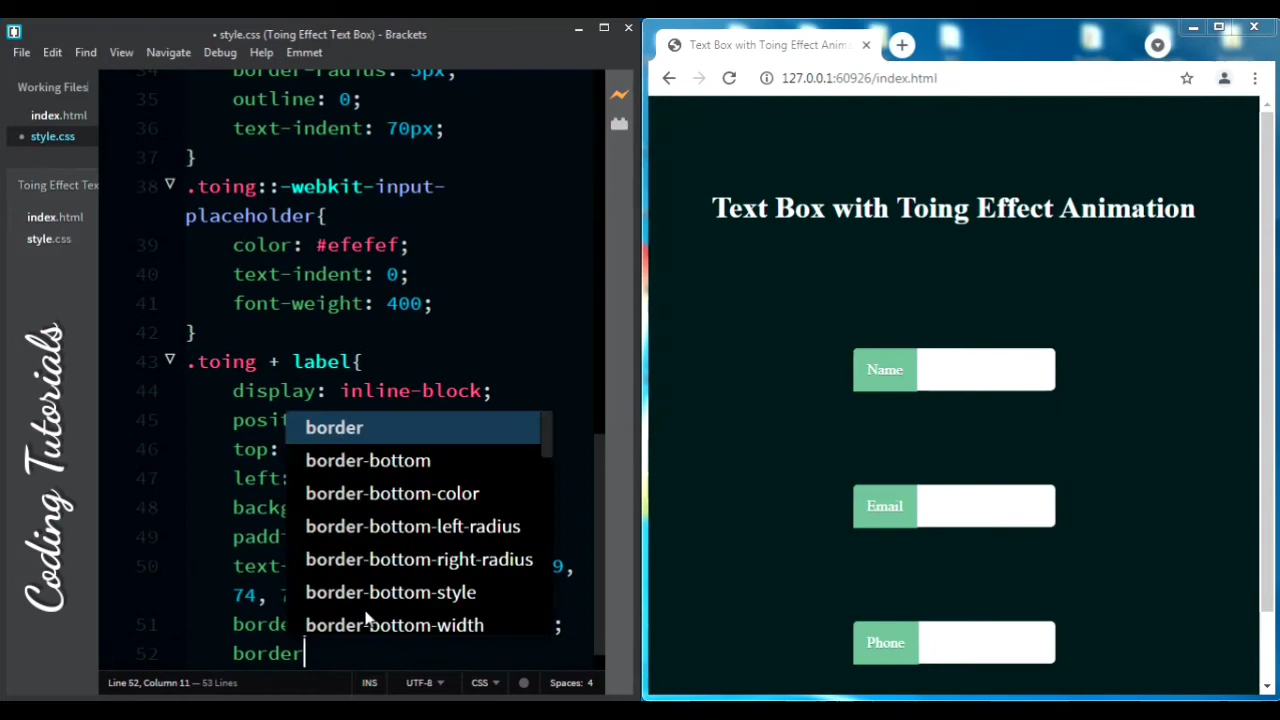 style.css (Toing Effect Text Box) - Brackets
File Edit Find View Navigate Debug Help Emmet
Working Files
index.html
style.css
Toing Effect Tex
index.html
style.css
Coding Tutorials
34 border-radius: 5px;
35 outline: 0;
36 text-indent: 70px;
37 }
38 .toing::-webkit-input-
placeholder{
39 color: #efefef;
40 text-indent: 0;
41 font-weight: 400;
42 }
43 .toing + label{
44 display: inline-block;
45 posit
46 top:
47 left:
48 backg
49 padd
50 text- 9,
74, 7
51 borde ;
52 border
border
border-bottom
border-bottom-color
border-bottom-left-radius
border-bottom-right-radius
border-bottom-style
border-bottom-width
Line 52, Column 11 — 53 Lines
INS
UTF-8
CSS
Spaces: 4
Text Box with Toing Effect Anim
127.0.0.1:60926/index.html
Text Box with Toing Effect Animation
Name
Email
Phone